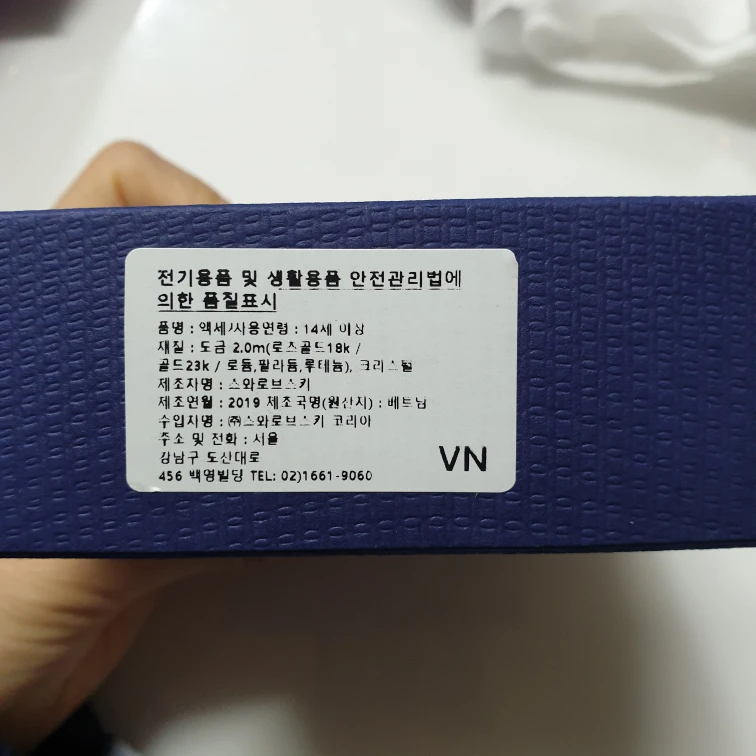 전기용품 및 생활용품 안전관리법에
의한 품질표시
품명 : 액세/사용연령 : 14세 이상
재질 : 도금 2.0m(로즈골드18k /
골드23k / 로듐,팔라듐,루테늄), 크리스털
제조자명 : 스와로브스키
제조연월 : 2019 제조국명(원산지) : 베트남
수입자명 : ㈜스와로브스키 코리아
주소 및 전화 : 서울
강남구 도산대로
456 백영빌딩 TEL: 02)1661-9060
VN